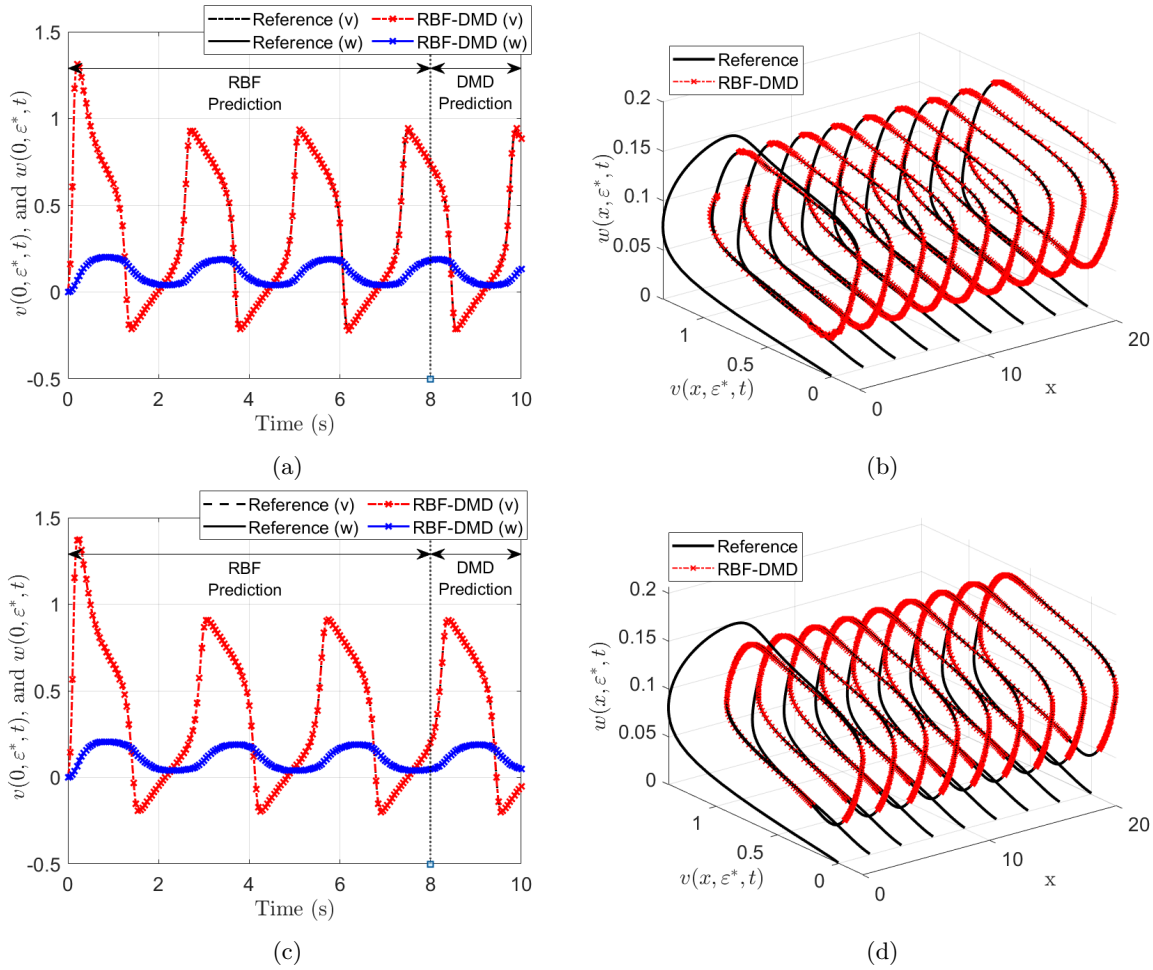 Reference (v) RBF-DMD (v)
Reference (w) RBF-DMD (w)
1.5
1
0.5
0
-0.5
v(0, ε*, t), and w(0, ε*, t)
RBF
Prediction
DMD
Prediction
0 2 4 6 8 10
Time (s)
(a)
Reference
RBF-DMD
0.2
0.15
0.1
0.05
0
w(x, ε*, t)
1
0.5
0
v(x, ε*, t)
0
10
20
x
(b)
Reference (v) RBF-DMD (v)
Reference (w) RBF-DMD (w)
1.5
1
0.5
0
-0.5
v(0, ε*, t), and w(0, ε*, t)
RBF
Prediction
DMD
Prediction
0 2 4 6 8 10
Time (s)
(c)
Reference
RBF-DMD
0.2
0.15
0.1
0.05
0
w(x, ε*, t)
1
0.5
0
v(x, ε*, t)
0
10
20
x
(d)